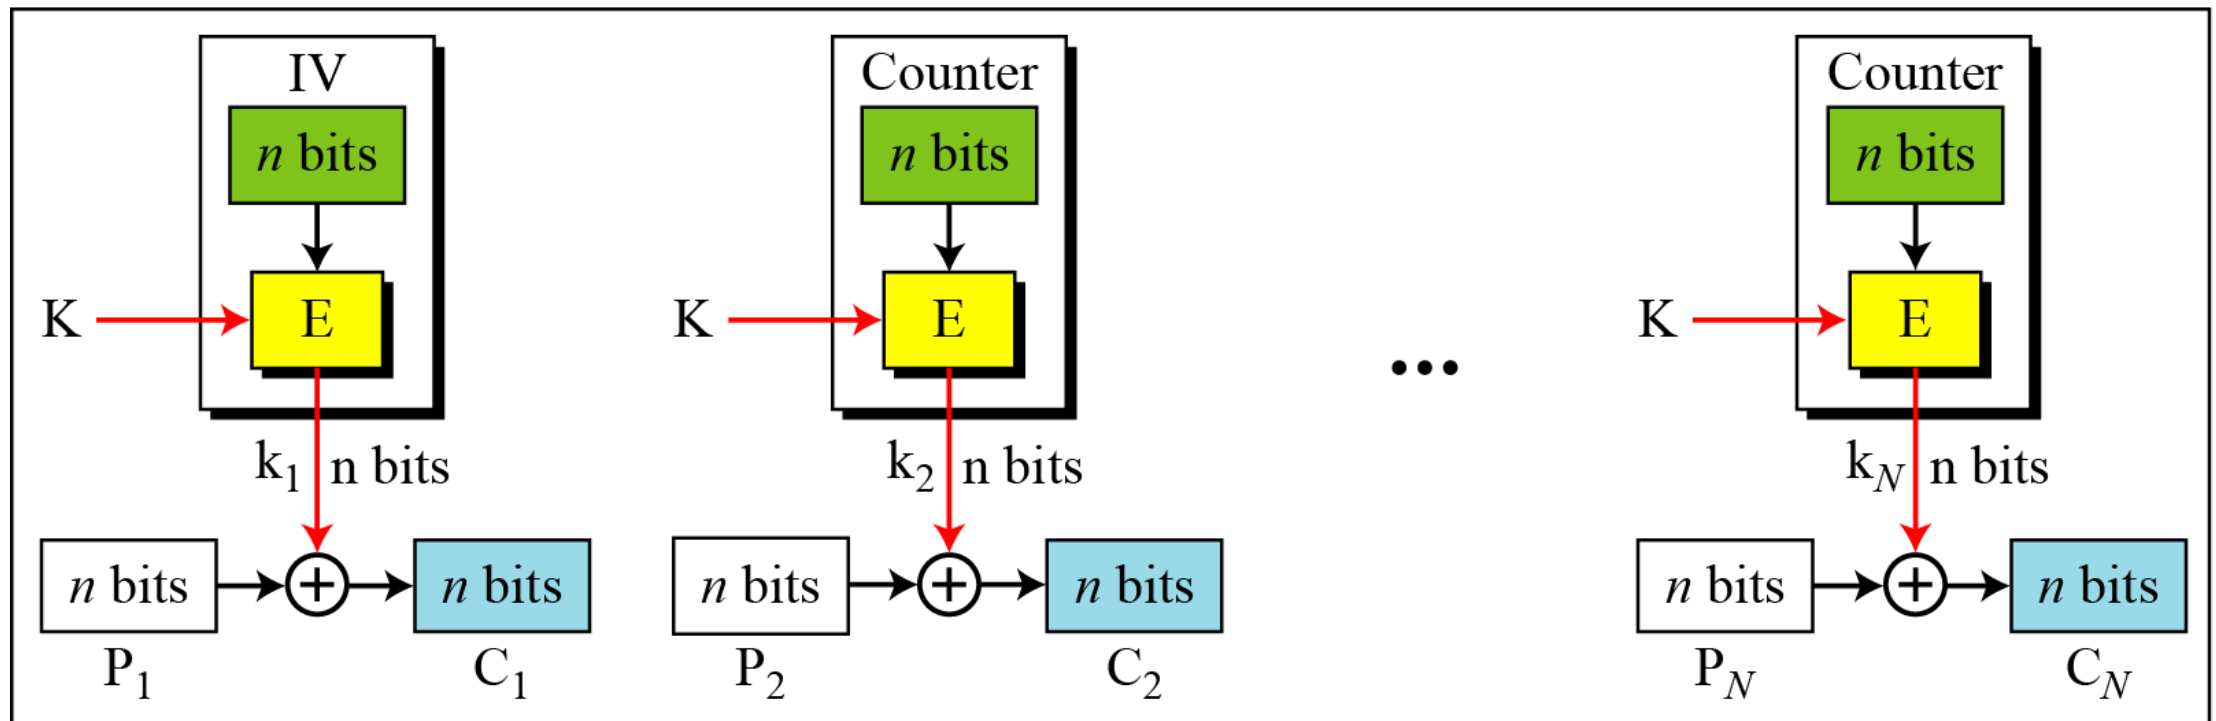 IV Counter Counter
n bits n bits n bits
K E K E ... K E
k1 n bits k2 n bits kN n bits
n bits + n bits n bits + n bits n bits + n bits
P1 C1 P2 C2 PN CN